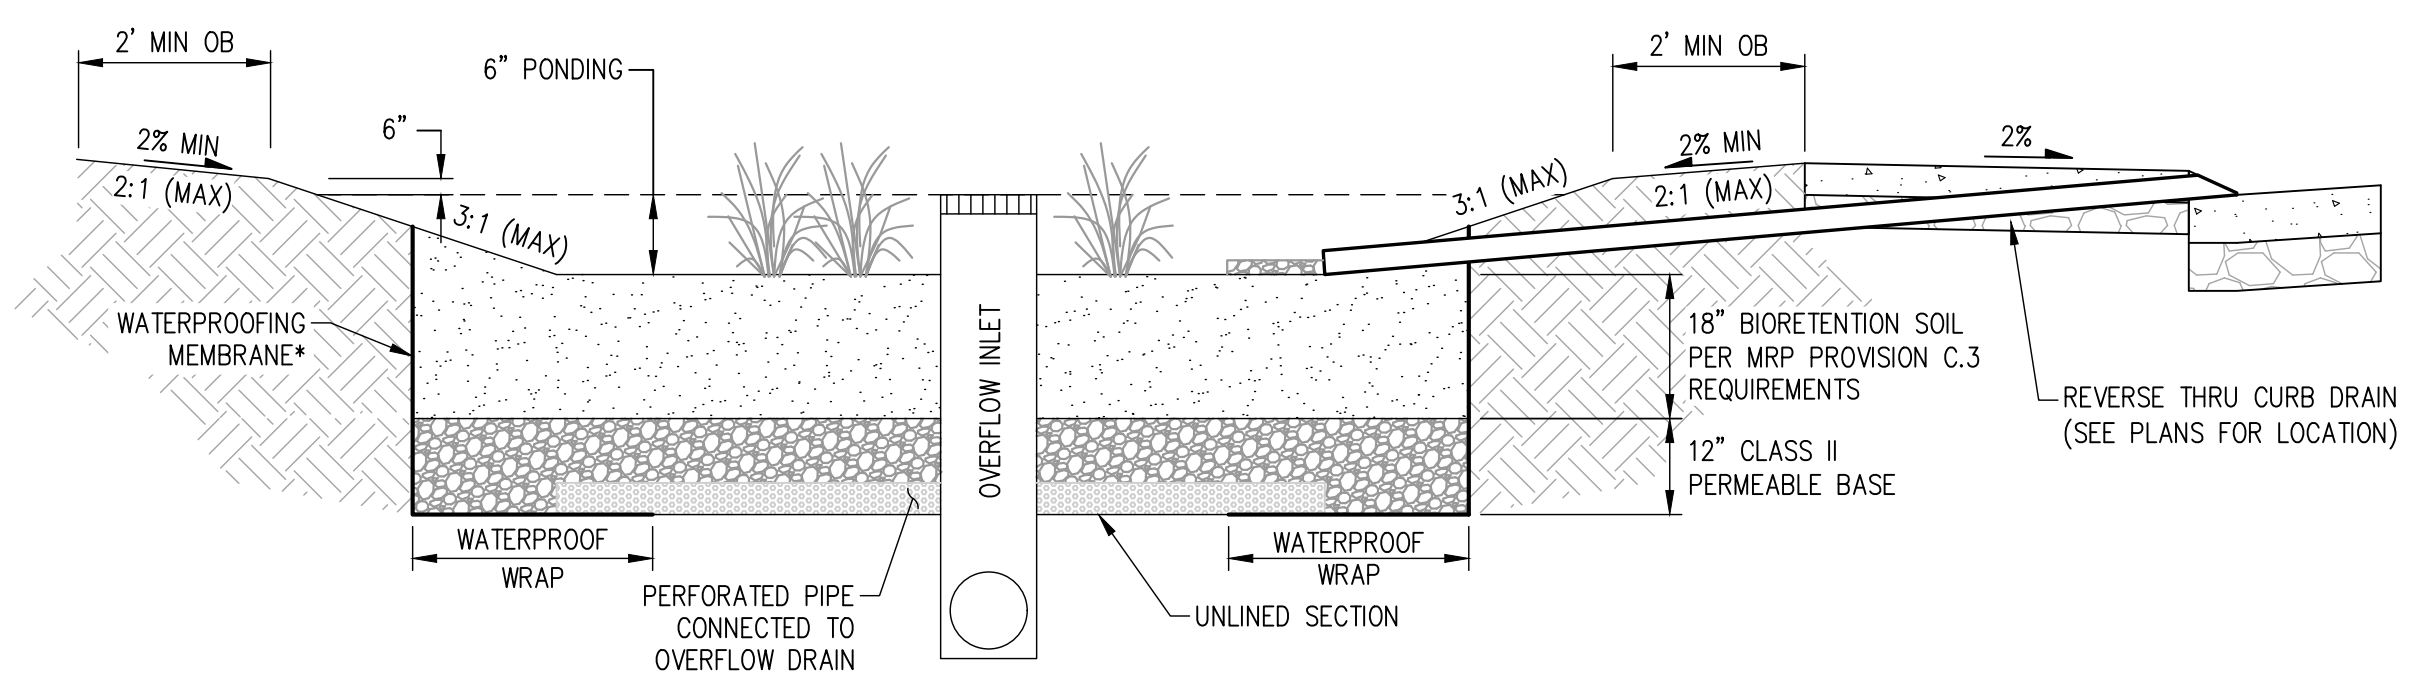 2' MIN OB
6” PONDING
2' MIN OB
6”
2% MIN
2:1 (MAX)
3:1 (MAX)
3:1 (MAX)
2% MIN
2:1 (MAX)
2%
WATERPROOFING
MEMBRANE*
OVERFLOW INLET
18” BIORETENTION SOIL
PER MRP PROVISION C.3
REQUIREMENTS
REVERSE THRU CURB DRAIN
(SEE PLANS FOR LOCATION)
12” CLASS II
PERMEABLE BASE
WATERPROOF
WRAP
WATERPROOF
WRAP
PERFORATED PIPE
CONNECTED TO
OVERFLOW DRAIN
UNLINED SECTION